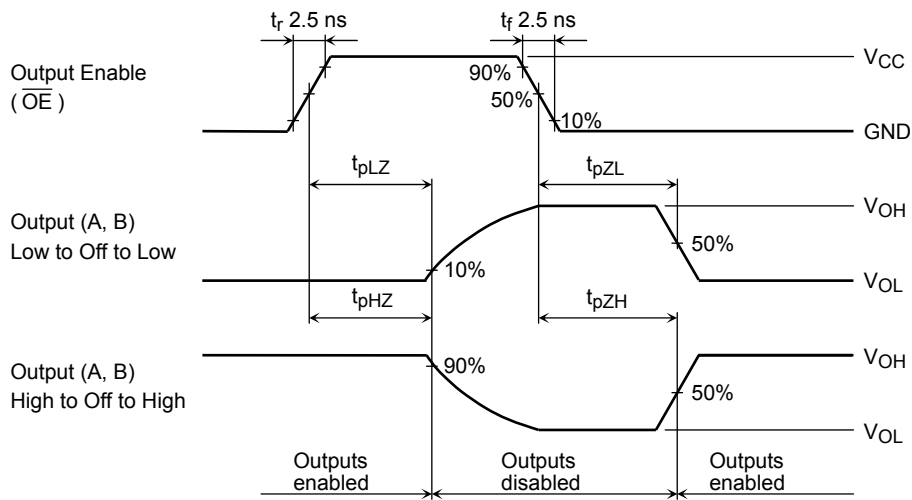 tr 2.5 ns
tf 2.5 ns
Output Enable
( OE )
90%
50%
10%
VCC
GND
tpLZ
tpZL
Output (A, B)
Low to Off to Low
10%
50%
VOH
VOL
tpHZ
tpZH
Output (A, B)
High to Off to High
90%
50%
VOH
VOL
Outputs
enabled
Outputs
disabled
Outputs
enabled